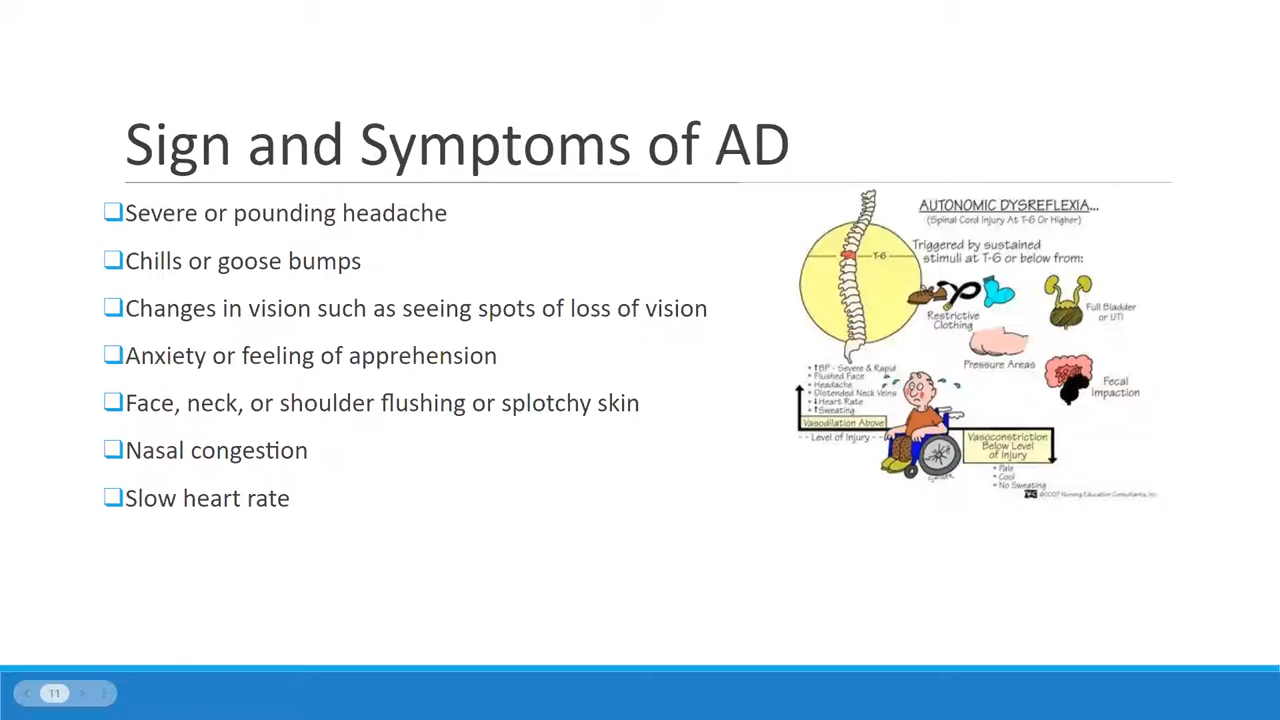 Sign and Symptoms of AD
Severe or pounding headache
Chills or goose bumps
Changes in vision such as seeing spots of loss of vision
Anxiety or feeling of apprehension
Face, neck, or shoulder flushing or splotchy skin
Nasal congestion
Slow heart rate
AUTONOMIC DYSREFLEXIA...
(Spinal Cord Injury At T-6 Or Higher)
Triggered by sustained
stimuli at T-6 or below from:
T-6
Restrictive
Clothing
Full Bladder
or UTI
Pressure Areas
Fecal
Impaction
• ↑BP - Severe & Rapid
• Flushed Face
• Headache
• Distended Neck Veins
• ↓Heart Rate
• ↑Sweating
Vasodilation Above
Level of Injury
Vasoconstriction
Below Level
of Injury
• Pale
• Cool
• No Sweating
©2007 Nursing Education Consultants, Inc.
11